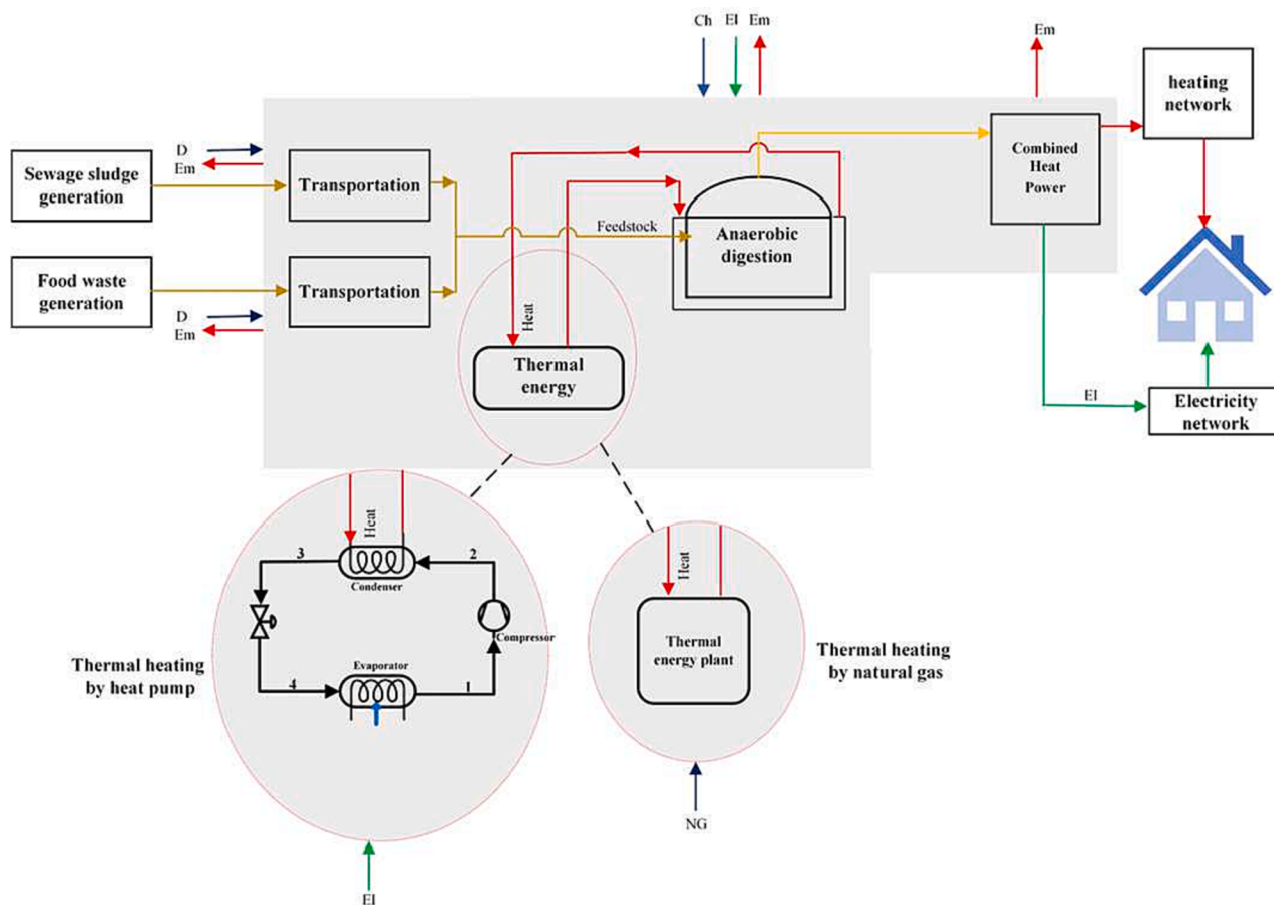 Ch
El
Em
Em
heating
network
D
Em
Sewage sludge
generation
Transportation
Combined
Heat
Power
Feedstock
Anaerobic
digestion
Food waste
generation
Transportation
D
Em
Heat
Thermal
energy
El
Electricity
network
Heat
3
2
Condenser
Compressor
Evaporator
4
1
Thermal heating
by heat pump
Heat
Thermal
energy plant
Thermal heating
by natural gas
NG
El